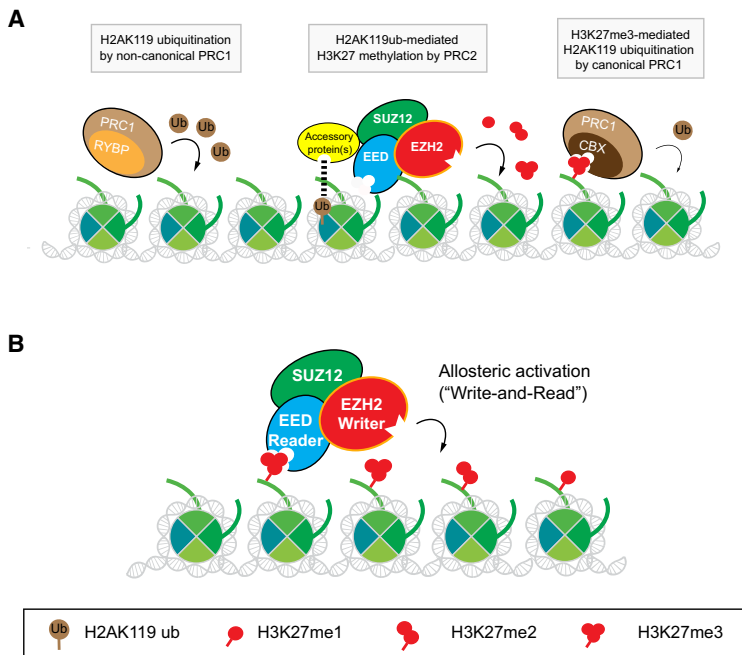 A
H2AK119 ubiquitination
by non-canonical PRC1
H2AK119ub-mediated
H3K27 methylation by PRC2
H3K27me3-mediated
H2AK119 ubiquitination
by canonical PRC1
PRC1
RYBP
Ub
Ub
Ub
Accessory
protein(s)
SUZ12
EED
EZH2
Ub
PRC1
CBX
Ub
B
SUZ12
EED
Reader
EZH2
Writer
Allosteric activation
(“Write-and-Read”)
Ub
H2AK119 ub
H3K27me1
H3K27me2
H3K27me3